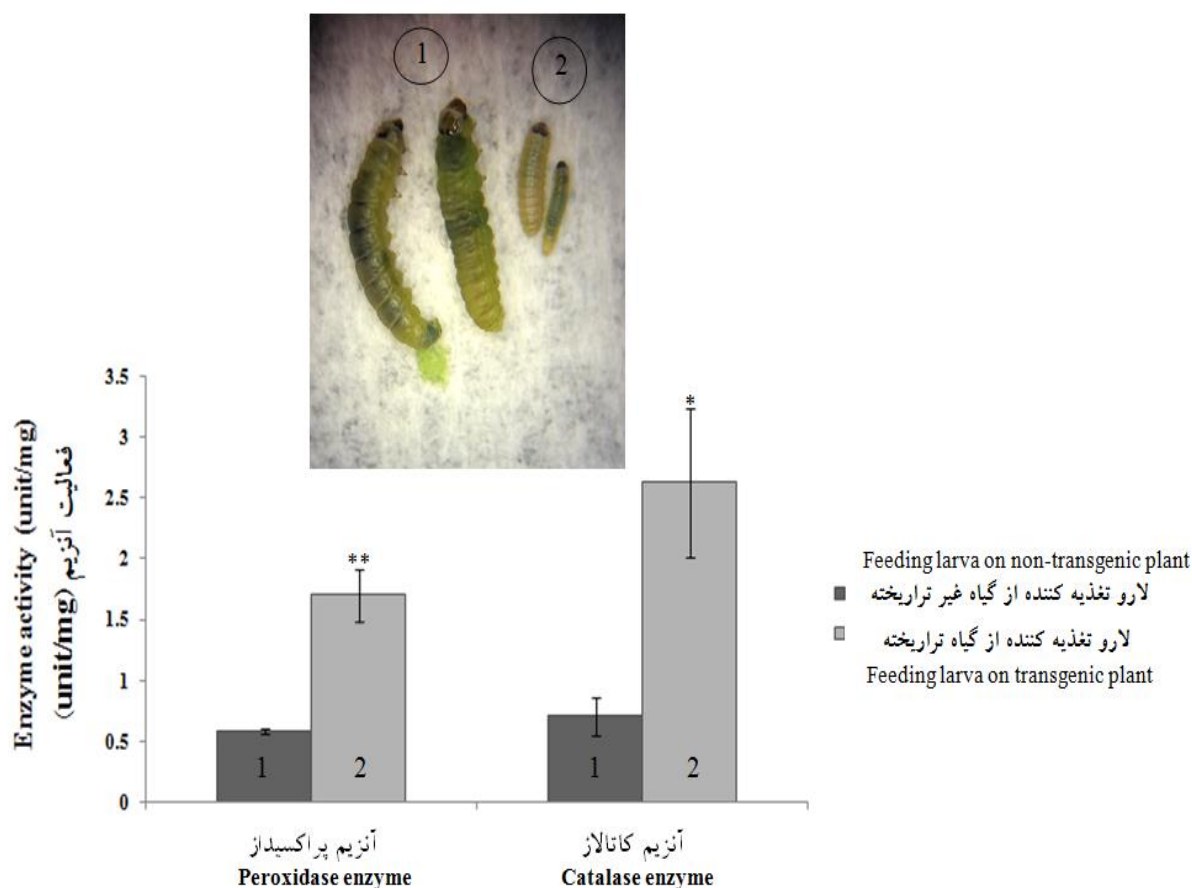 1
2
Enzyme activity (unit/mg)
فعالیت آنزیم (unit/mg)
3.5
3
2.5
2
1.5
1
0.5
0
**
*
1
2
1
2
آنزیم پراکسیداز
Peroxidase enzyme
آنزیم کاتالاز
Catalase enzyme
Feeding larva on non-transgenic plant
لارو تغذیه کننده از گیاه غیر تراریخته
لارو تغذیه کننده از گیاه تراریخته
Feeding larva on transgenic plant